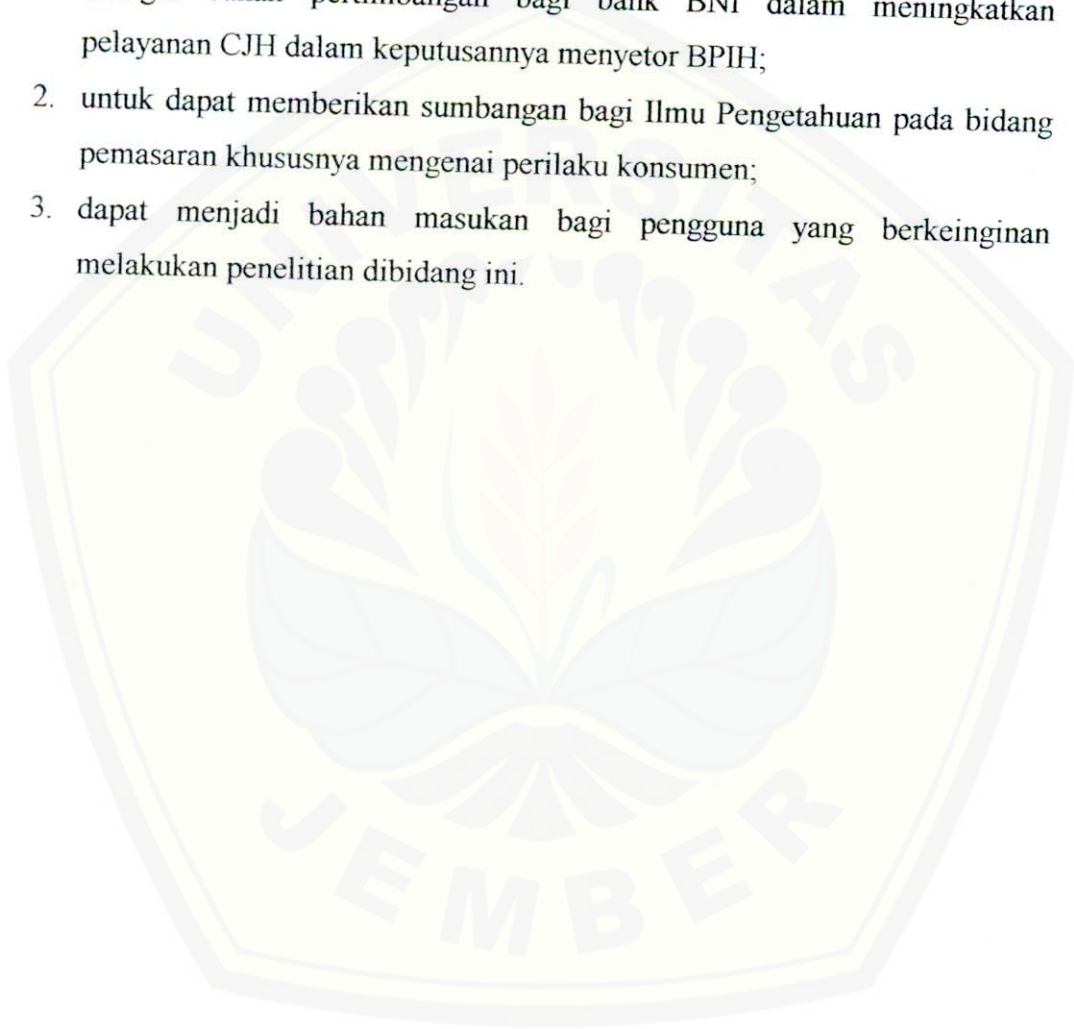 pertimbangan bagi bank BNI dalam meningkatkan
pelayanan CJH dalam keputusannya menyetor BPIH;
2. untuk dapat memberikan sumbangan bagi Ilmu Pengetahuan pada bidang
pemasaran khususnya mengenai perilaku konsumen;
3. dapat menjadi bahan masukan bagi pengguna yang berkeinginan
melakukan penelitian dibidang ini.
UNIVERSITAS
JEMBER